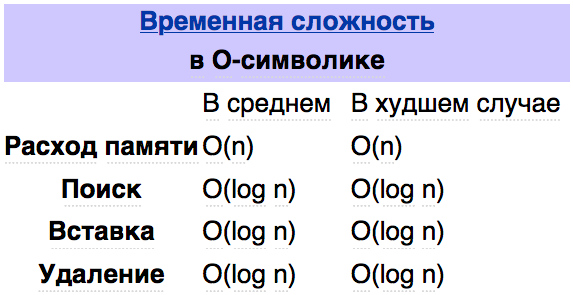 Временная сложность
в О-символике
В среднем В худшем случае
Расход памяти O(n) O(n)
Поиск O(log n) O(log n)
Вставка O(log n) O(log n)
Удаление O(log n) O(log n)